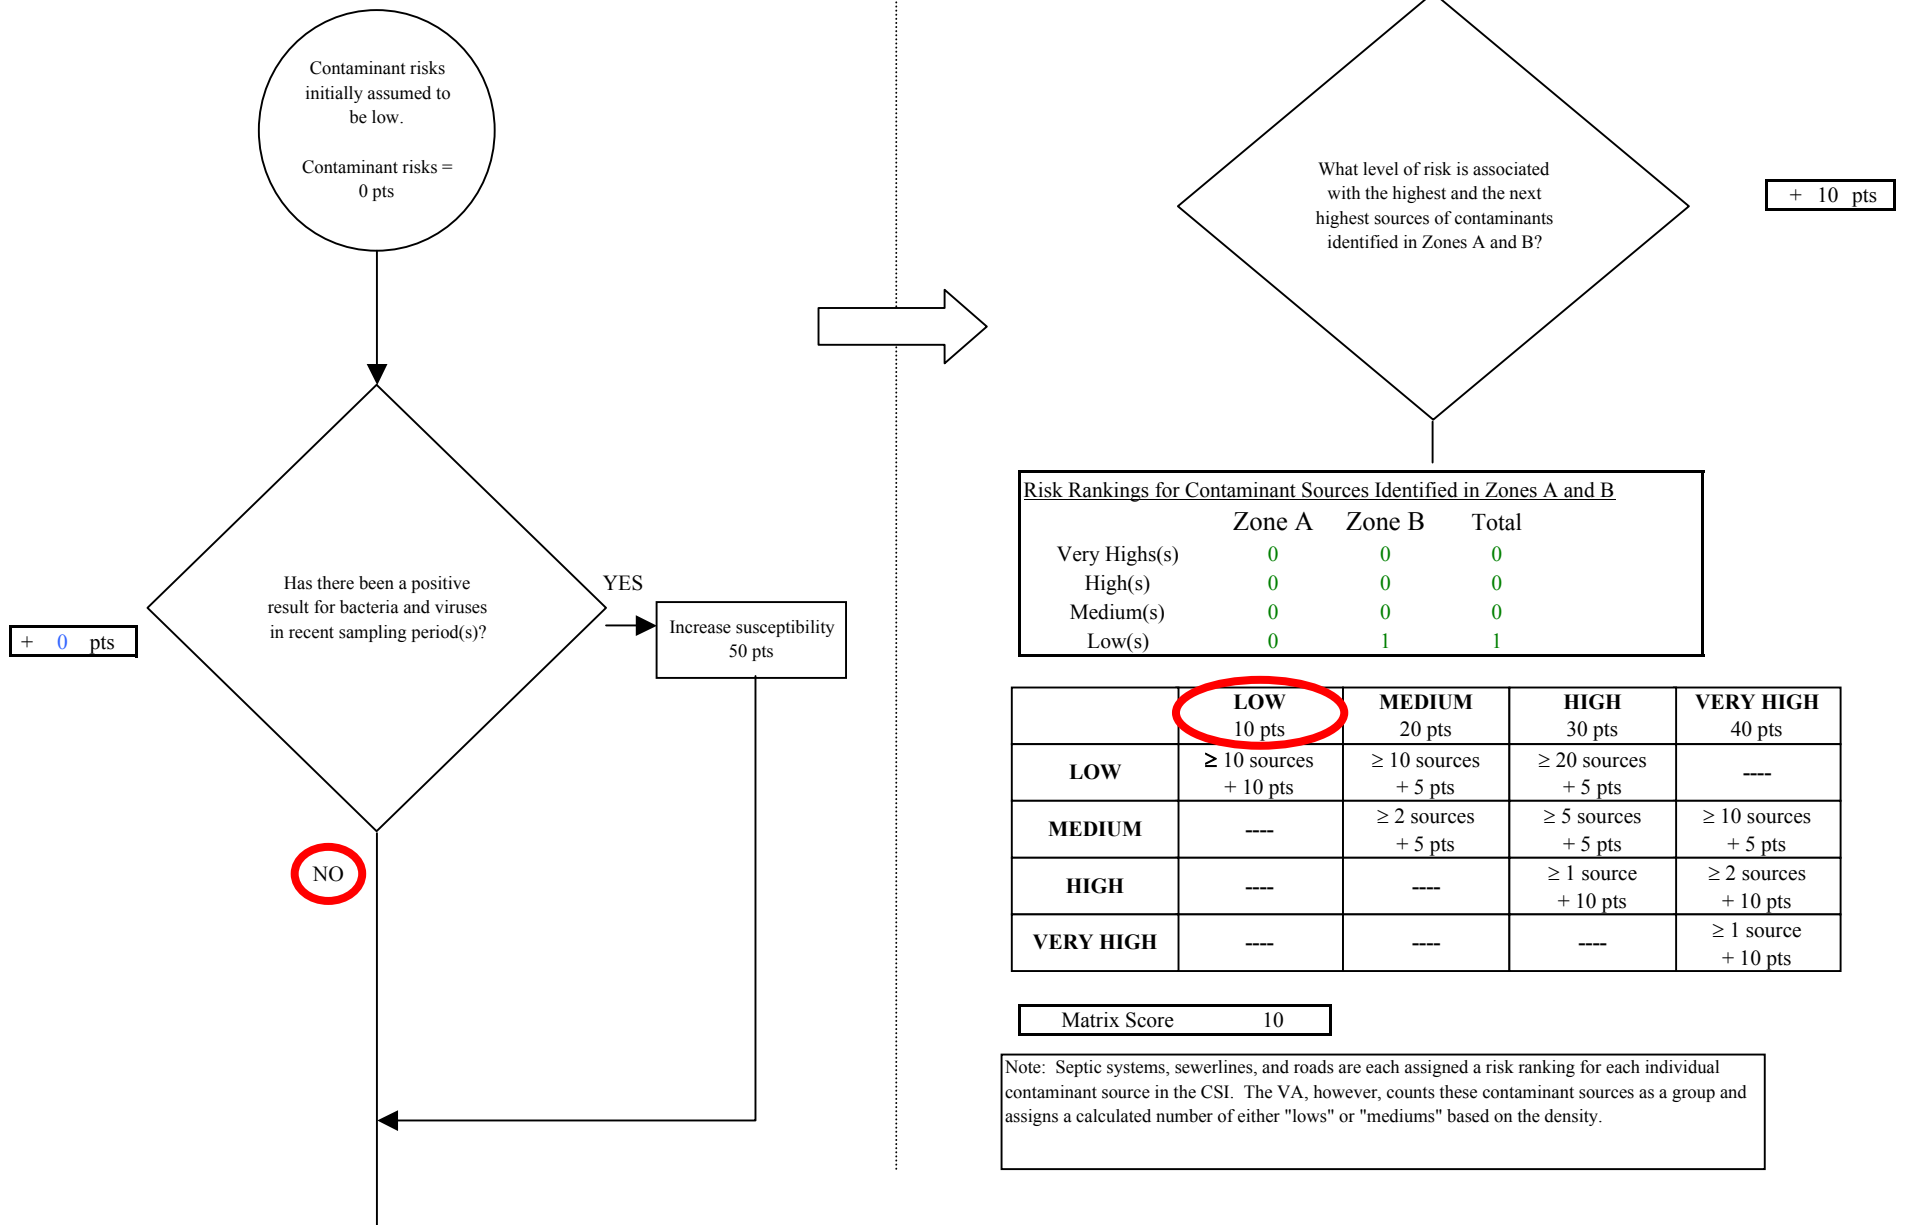 Contaminant risks
initially assumed to
be low.
Contaminant risks =
0 pts
Has there been a positive
result for bacteria and viruses
in recent sampling period(s)?
+ 0 pts
YES
Increase susceptibility
50 pts
NO
What level of risk is associated
with the highest and the next
highest sources of contaminants
identified in Zones A and B?
+ 10 pts
Risk Rankings for Contaminant Sources Identified in Zones A and B
Zone A Zone B Total
Very Highs(s) 0 0 0
High(s) 0 0 0
Medium(s) 0 0 0
Low(s) 0 1 1
LOW MEDIUM HIGH VERY HIGH
10 pts 20 pts 30 pts 40 pts
LOW ≥ 10 sources ≥ 10 sources ≥ 20 sources ----
+ 10 pts + 5 pts + 5 pts
MEDIUM ---- ≥ 2 sources ≥ 5 sources ≥ 10 sources
+ 5 pts + 5 pts + 5 pts
HIGH ---- ---- ≥ 1 source ≥ 2 sources
+ 10 pts + 10 pts
VERY HIGH ---- ---- ---- ≥ 1 source
+ 10 pts
Matrix Score 10
Note: Septic systems, sewerlines, and roads are each assigned a risk ranking for each individual
contaminant source in the CSI. The VA, however, counts these contaminant sources as a group and
assigns a calculated number of either "lows" or "mediums" based on the density.